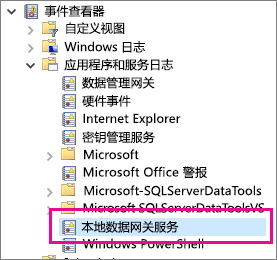 事件查看器
自定义视图
Windows 日志
应用程序和服务日志
数据管理网关
硬件事件
Internet Explorer
密钥管理服务
Microsoft
Microsoft Office 警报
Microsoft-SQLServerDataTools
Microsoft-SQLServerDataToolsVS
本地数据网关服务
Windows PowerShell